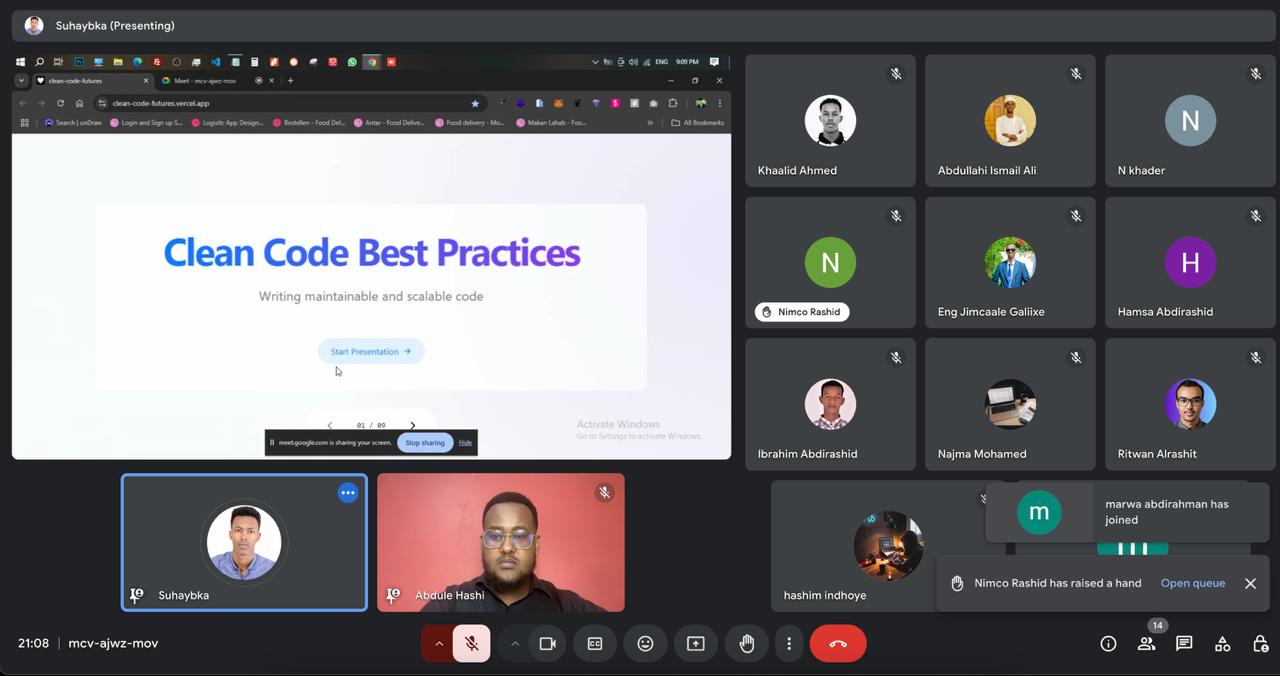 Suhaybka (Presenting)
ENG 9:09 PM
clean-code-futures
Meet - mcv-ajwz-mov
clean-code-futures.vercel.app
Search | unDraw
Login and Sign up S...
Logisitc App Design...
Bestellen - Food Del...
Antar - Food Delive...
Food delivery - Mo...
Makan Lahab - Foo...
All Bookmarks
Clean Code Best Practices
Writing maintainable and scalable code
Start Presentation
01 / 09
Activate Windows
Go to Settings to activate Windows.
meet.google.com is sharing your screen.
Stop sharing
Hide
Khaalid Ahmed
Abdullahi Ismail Ali
N
N khader
N
Nimco Rashid
Eng Jimcaale Galiixe
H
Hamsa Abdirashid
Ibrahim Abdirashid
Najma Mohamed
Ritwan Alrashit
Suhaybka
Abdule Hashi
hashim indhoye
m
marwa abdirahman has
joined
Nimco Rashid has raised a hand
Open queue
21:08 | mcv-ajwz-mov
14